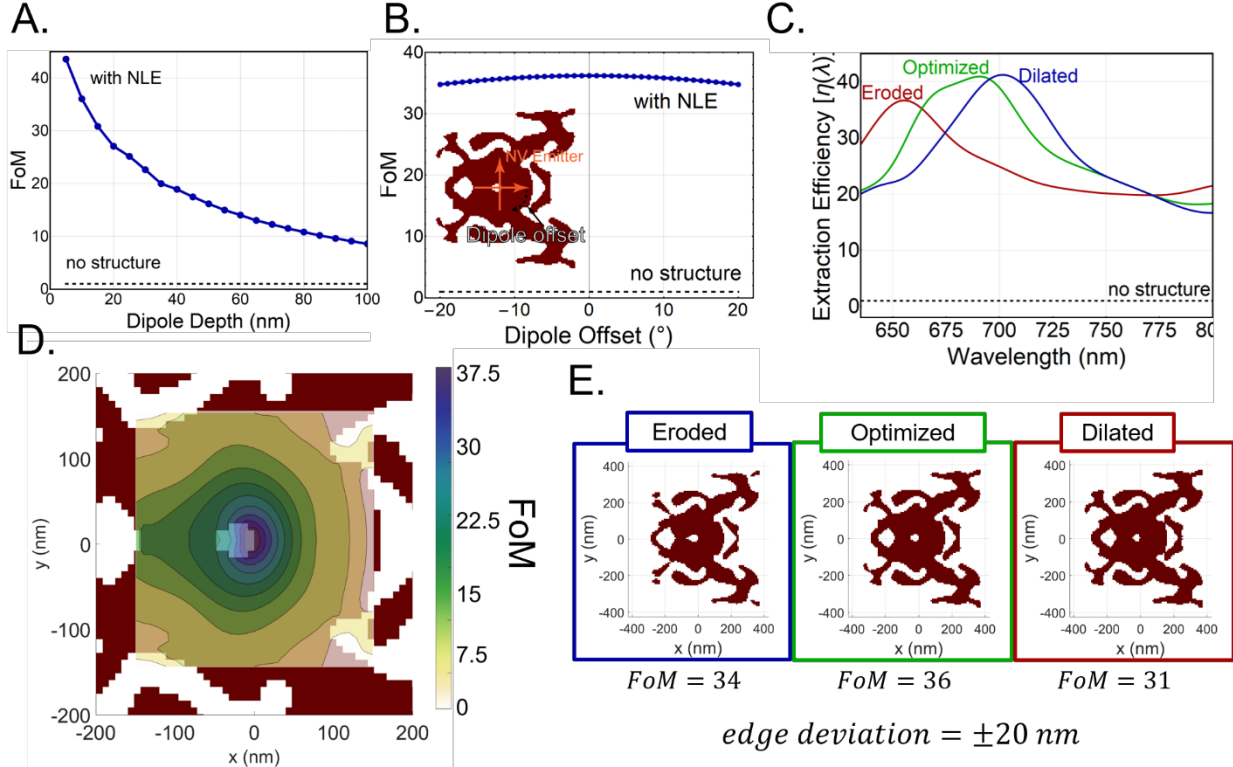 A.
40
30
20
10
0
FoM
with NLE
no structure
0 20 40 60 80 100
Dipole Depth (nm)
B.
40
30
20
10
0
FoM
with NLE
NV Emitter
Dipole offset
no structure
−20 −10 0 10 20
Dipole Offset (°)
C.
Extraction Efficiency [η(λ)]
40
30
20
10
0
Optimized
Eroded
Dilated
no structure
650 675 700 725 750 775 80
Wavelength (nm)
D.
200
100
0
-100
-200
y (nm)
-200 -100 0 100 200
x (nm)
37.5
30
22.5
15
7.5
0
FoM
E.
Eroded
Optimized
Dilated
400
200
0
-200
-400
y (nm)
-400 -200 0 200 400
x (nm)
400
200
0
-200
-400
y (nm)
-400 -200 0 200 400
x (nm)
400
200
0
-200
-400
y (nm)
-400 -200 0 200 400
x (nm)
FoM = 34
FoM = 36
FoM = 31
edge deviation = ±20 nm